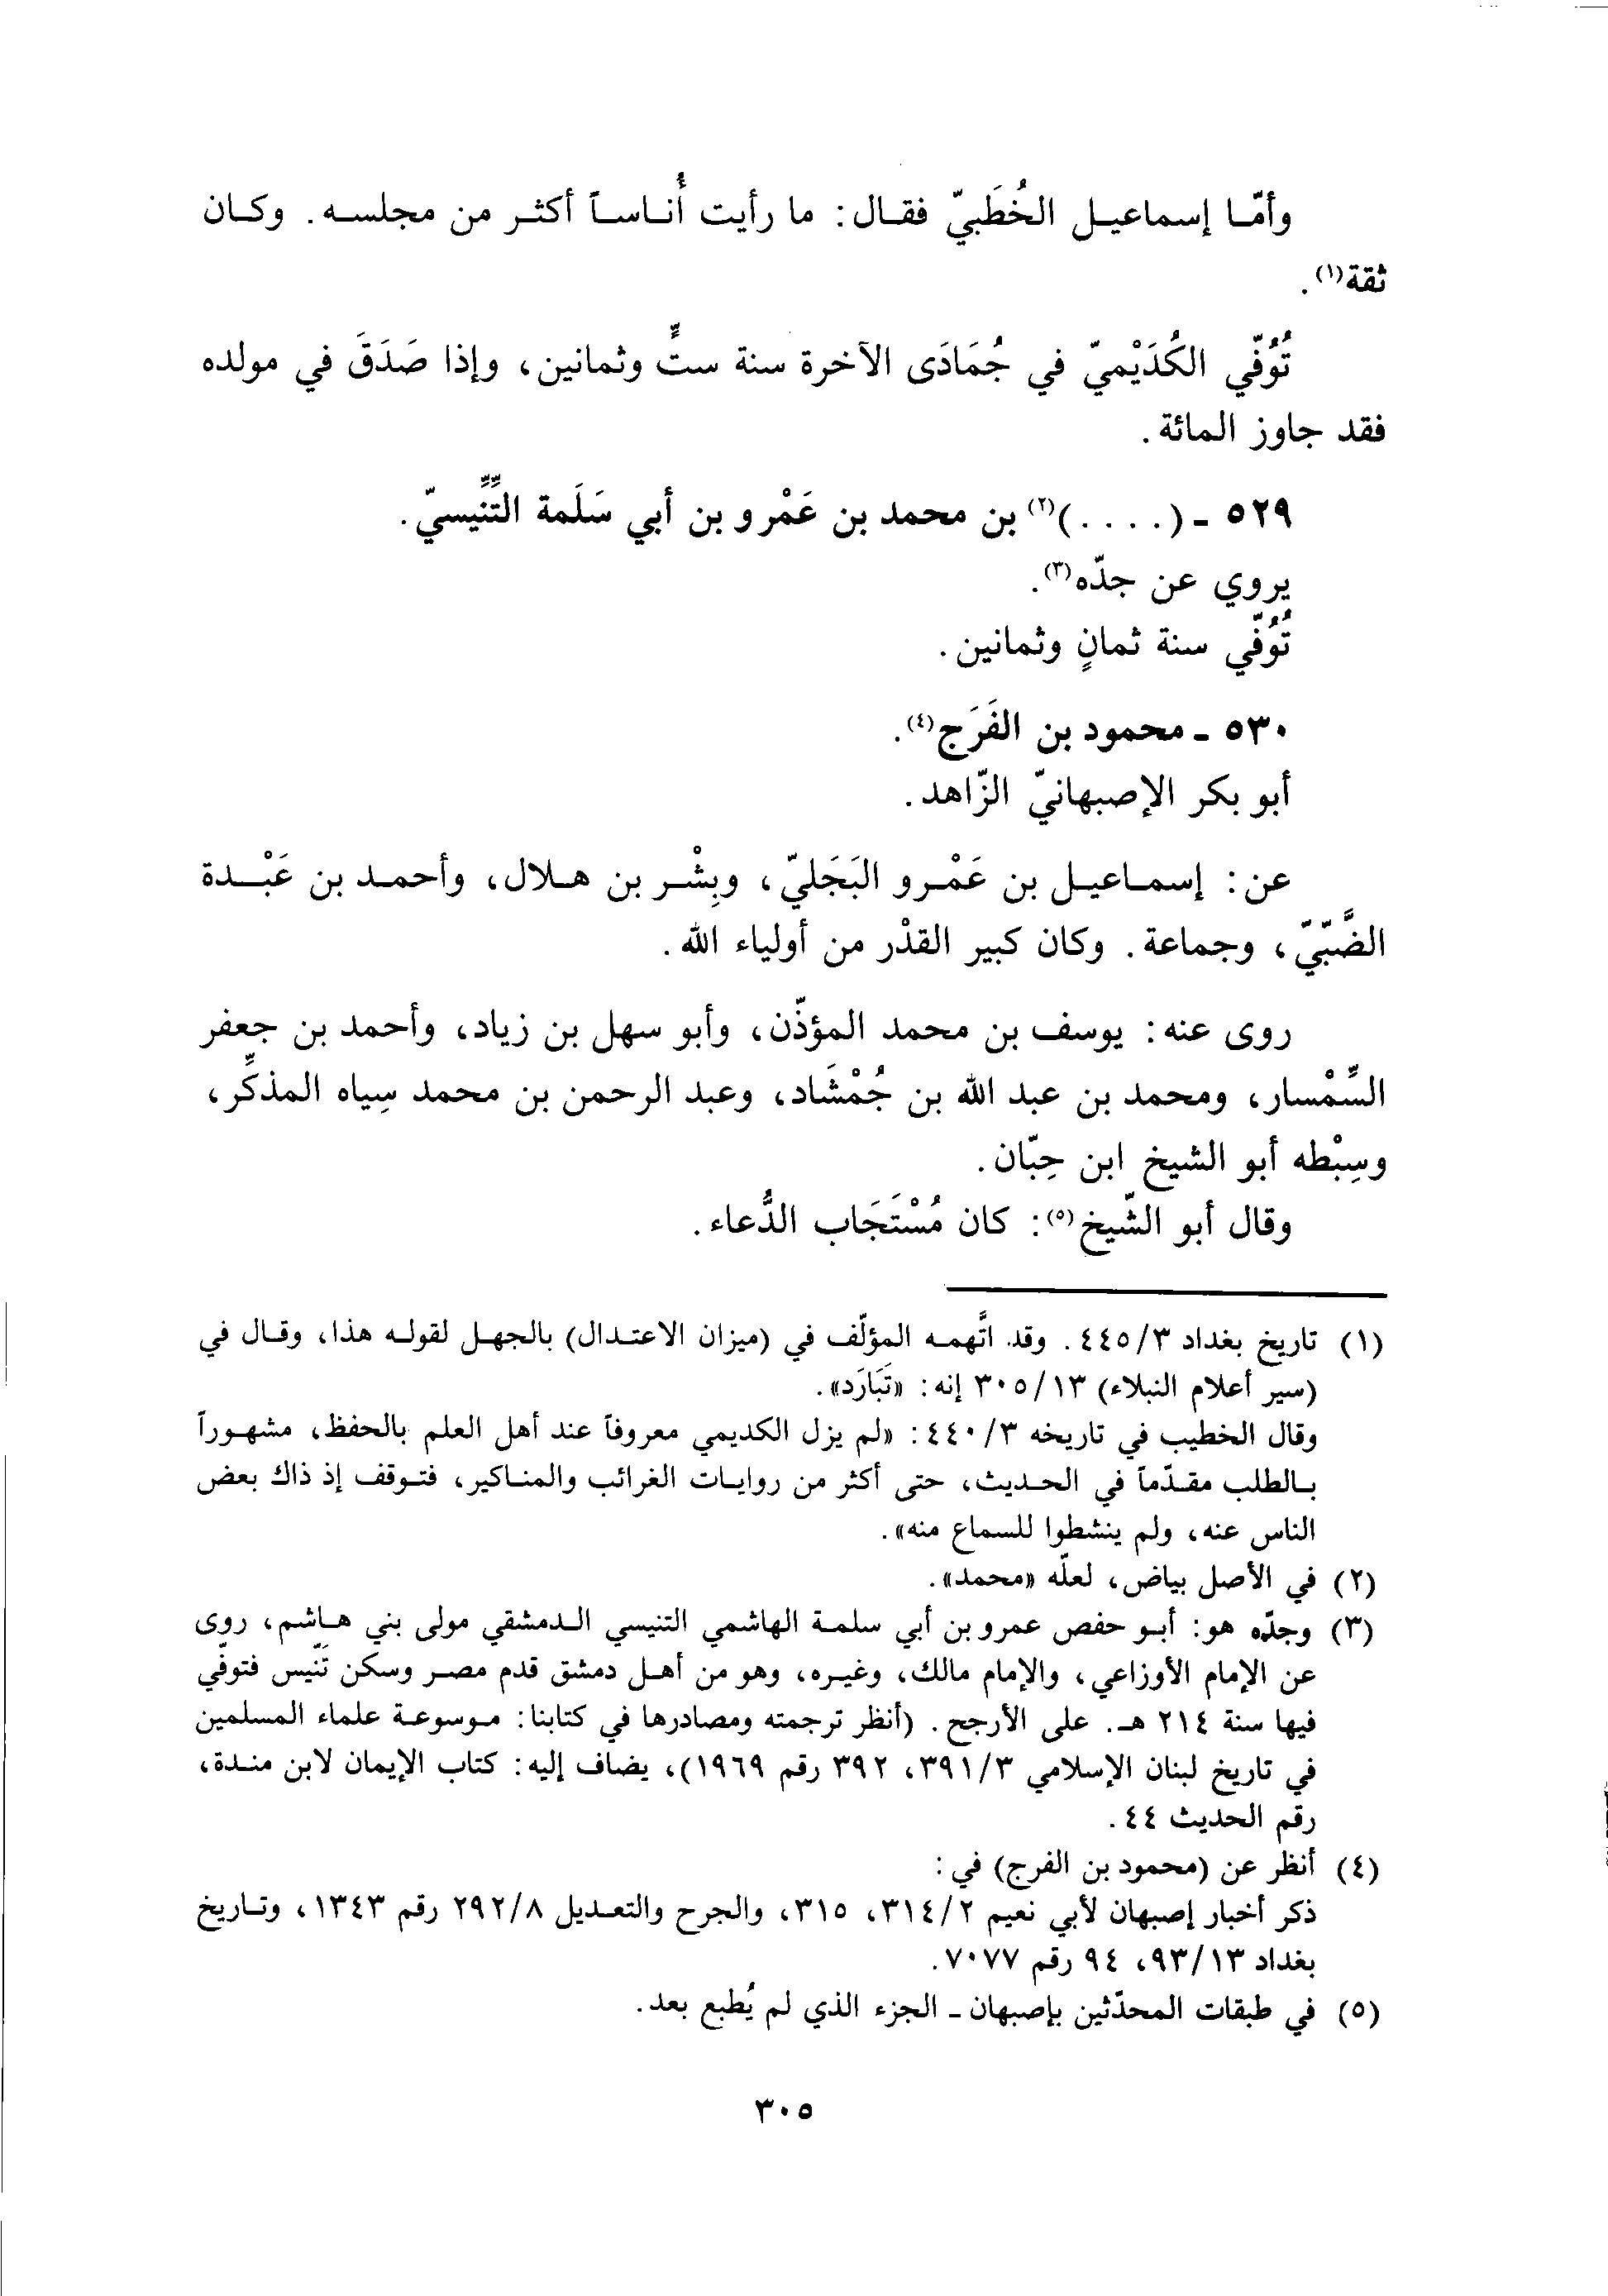 وأمّا إسماعيل الخُطَبيّ فقال: ما رأيت أُناساً أكثر من مجلسه. وكان
ثقة(١).
تُوُفّي الكُدَيْميّ في جُمَادَى الآخرة سنة ستٍّ وثمانين، وإذا صَدَقَ في مولده
فقد جاوز المائة.
٥٢٩ ـ (....)(٢) بن محمد بن عَمْرو بن أبي سَلَمة التِّنِّيسيّ.
يروي عن جدّه(٣).
تُوُفّي سنة ثمانٍ وثمانين.
٥٣٠ ـ محمود بن الفَرَج(٤).
أبو بكر الإصبهانيّ الزّاهد.
عن: إسماعيل بن عَمْرو البَجَليّ، وبِشْر بن هلال، وأحمد بن عَبْدة
الضَّبّيّ، وجماعة. وكان كبير القدْر من أولياء الله.
روى عنه: يوسف بن محمد المؤذّن، وأبو سهل بن زياد، وأحمد بن جعفر
السِّمْسار، ومحمد بن عبد الله بن جُمْشَاد، وعبد الرحمن بن محمد سِياه المذكِّر،
وسِبْطه أبو الشيخ ابن حِبّان.
وقال أبو الشّيخ(٥): كان مُسْتَجَاب الدُّعاء.
(١) تاريخ بغداد ٤٤٥/٣. وقد اتَّهمه المؤلّف في (ميزان الاعتدال) بالجهل لقوله هذا، وقال في
(سير أعلام النبلاء) ٣٠٥/١٣ إنه: «تَبَارَد».
وقال الخطيب في تاريخه ٤٤٠/٣: «لم يزل الكديمي معروفاً عند أهل العلم بالحفظ، مشهوراً
بالطلب مقدّماً في الحديث، حتى أكثر من روايات الغرائب والمناكير، فتوقف إذ ذاك بعض
الناس عنه، ولم ينشطوا للسماع منه».
(٢) في الأصل بياض، لعلّه «محمد».
(٣) وجدّه هو: أبو حفص عمرو بن أبي سلمة الهاشمي التنيسي الدمشقي مولى بني هاشم، روى
عن الإمام الأوزاعي، والإمام مالك، وغيره، وهو من أهل دمشق قدم مصر وسكن تنّيس فتوفّي
فيها سنة ٢١٤ هـ. على الأرجح. (أنظر ترجمته ومصادرها في كتابنا: موسوعة علماء المسلمين
في تاريخ لبنان الإسلامي ٣٩١/٣، ٣٩٢ رقم ١٩٦٩)، يضاف إليه: كتاب الإيمان لابن مندة،
رقم الحديث ٤٤.
(٤) أنظر عن (محمود بن الفرج) في:
ذكر أخبار إصبهان لأبي نعيم ٣١٤/٢، ٣١٥، والجرح والتعديل ٢٩٢/٨ رقم ١٣٤٣، وتاريخ
بغداد ٩٣/١٣، ٩٤ رقم ٧٠٧٧.
(٥) في طبقات المحدّثين بإصبهان ـ الجزء الذي لم يُطبع بعد.
٣٠٥